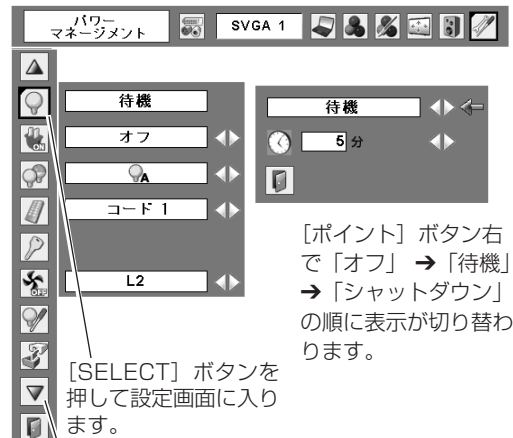 パワー
マネージメント
SVGA 1
待機
オフ
A
コード 1
L2
ON
OFF
待機
5 分
［ポイント］ボタン右
で「オフ」 ➔「待機」
➔「シャットダウン」
の順に表示が切り替わ
ります。
［SELECT］ボタンを
押して設定画面に入り
ます。